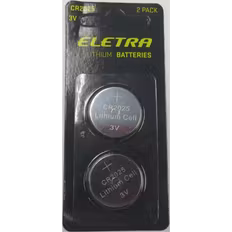 CR2025
2 PACK
3V
ELETRA
LITHIUM BATTERIES
CR2025
Lithium Cell
3V
CR2025
Lithium Cell
3V